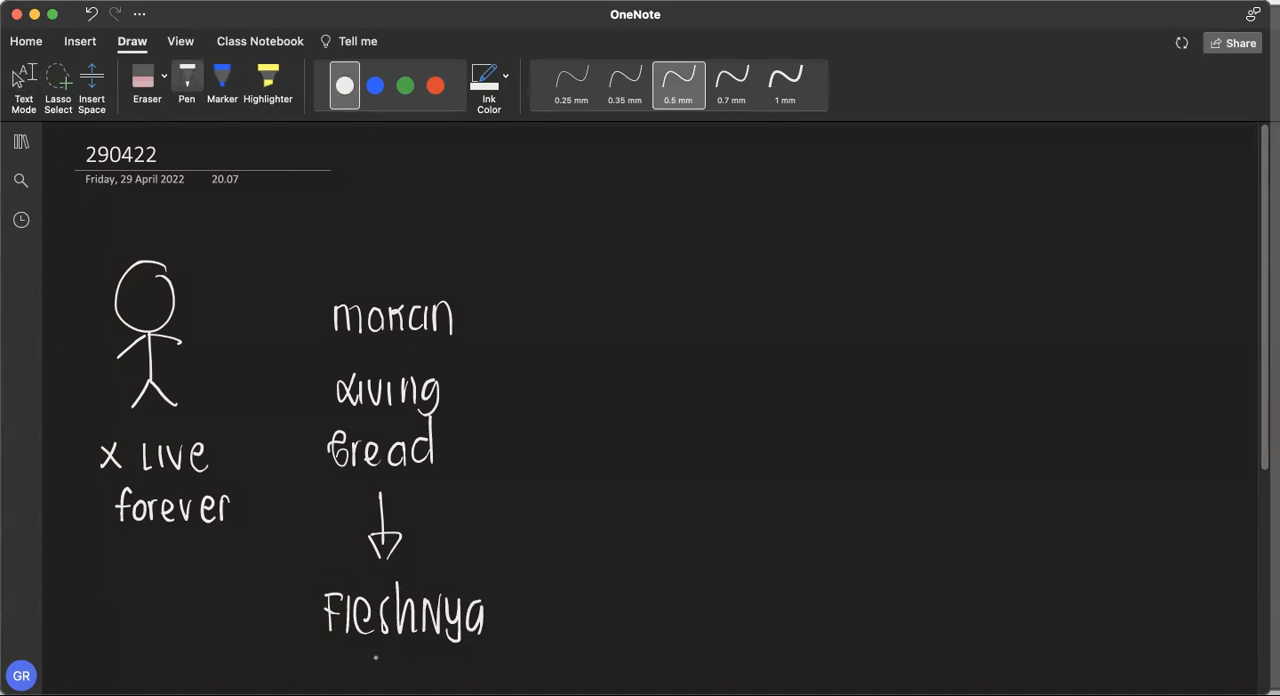 OneNote
Home Insert Draw View Class Notebook Tell me
Share
Text Mode
Lasso Select
Insert Space
Eraser
Pen
Marker
Highlighter
Ink Color
0.25 mm
0.35 mm
0.5 mm
0.7 mm
1 mm
290422
Friday, 29 April 2022 20.07
makan
Living
Bread
x Live
forever
FleshNya
GR